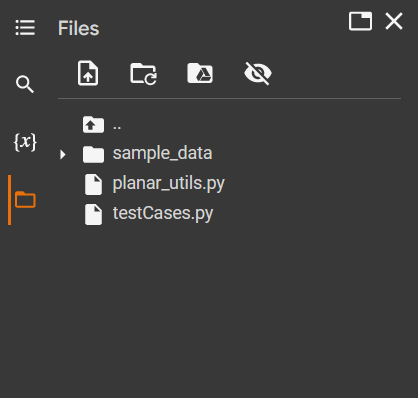 Files
{x}
..
sample_data
planar_utils.py
testCases.py